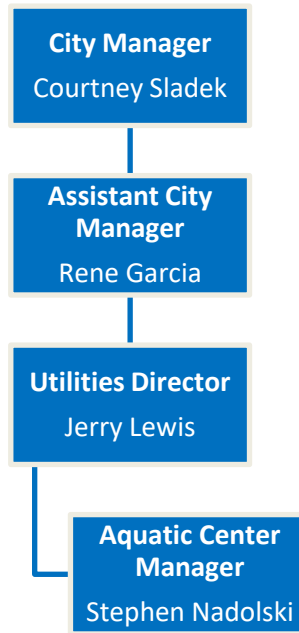 City Manager
Courtney Sladek
Assistant City
Manager
Rene Garcia
Utilities Director
Jerry Lewis
Aquatic Center
Manager
Stephen Nadolski